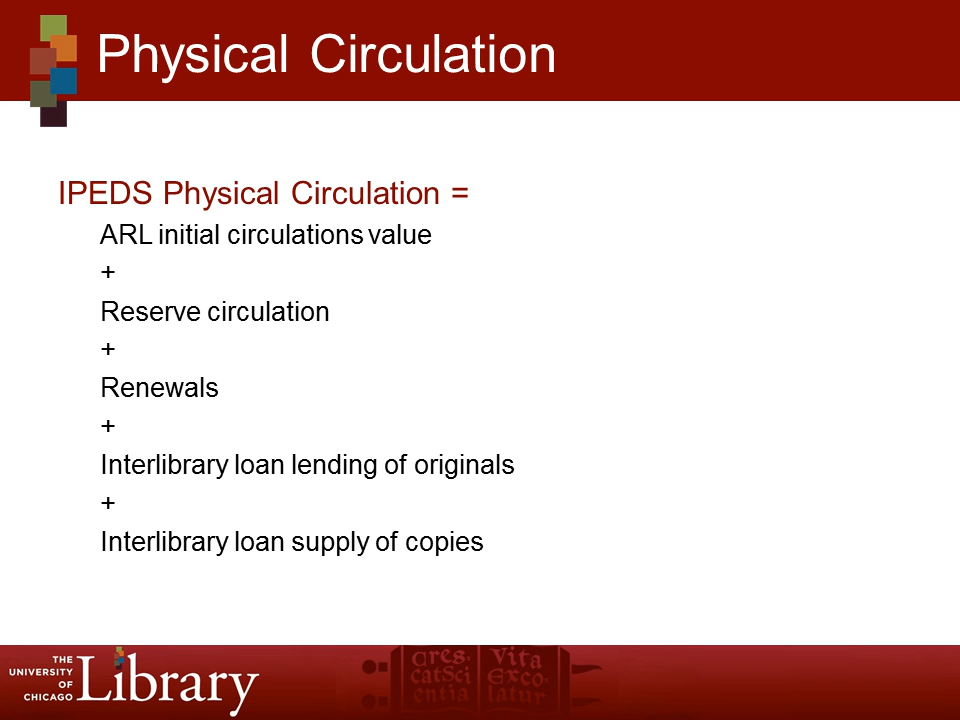 Physical Circulation
IPEDS Physical Circulation =
ARL initial circulations value
+
Reserve circulation
+
Renewals
+
Interlibrary loan lending of originals
+
Interlibrary loan supply of copies
THE
UNIVERSITY
OF
CHICAGO
Library
Cres. Vita
catSci Exco.
entia latur